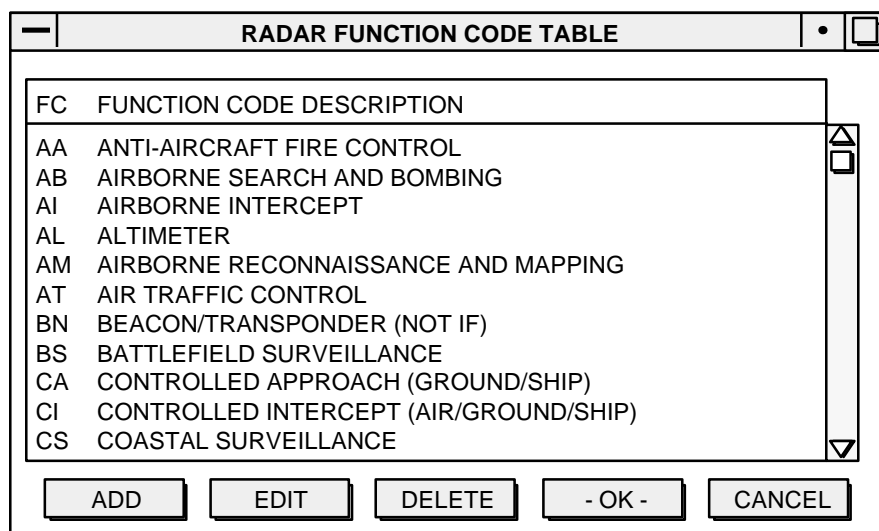 RADAR FUNCTION CODE TABLE
FC FUNCTION CODE DESCRIPTION
AA ANTI-AIRCRAFT FIRE CONTROL
AB AIRBORNE SEARCH AND BOMBING
AI AIRBORNE INTERCEPT
AL ALTIMETER
AM AIRBORNE RECONNAISSANCE AND MAPPING
AT AIR TRAFFIC CONTROL
BN BEACON/TRANSPONDER (NOT IF)
BS BATTLEFIELD SURVEILLANCE
CA CONTROLLED APPROACH (GROUND/SHIP)
CI CONTROLLED INTERCEPT (AIR/GROUND/SHIP)
CS COASTAL SURVEILLANCE
ADD EDIT DELETE - OK - CANCEL